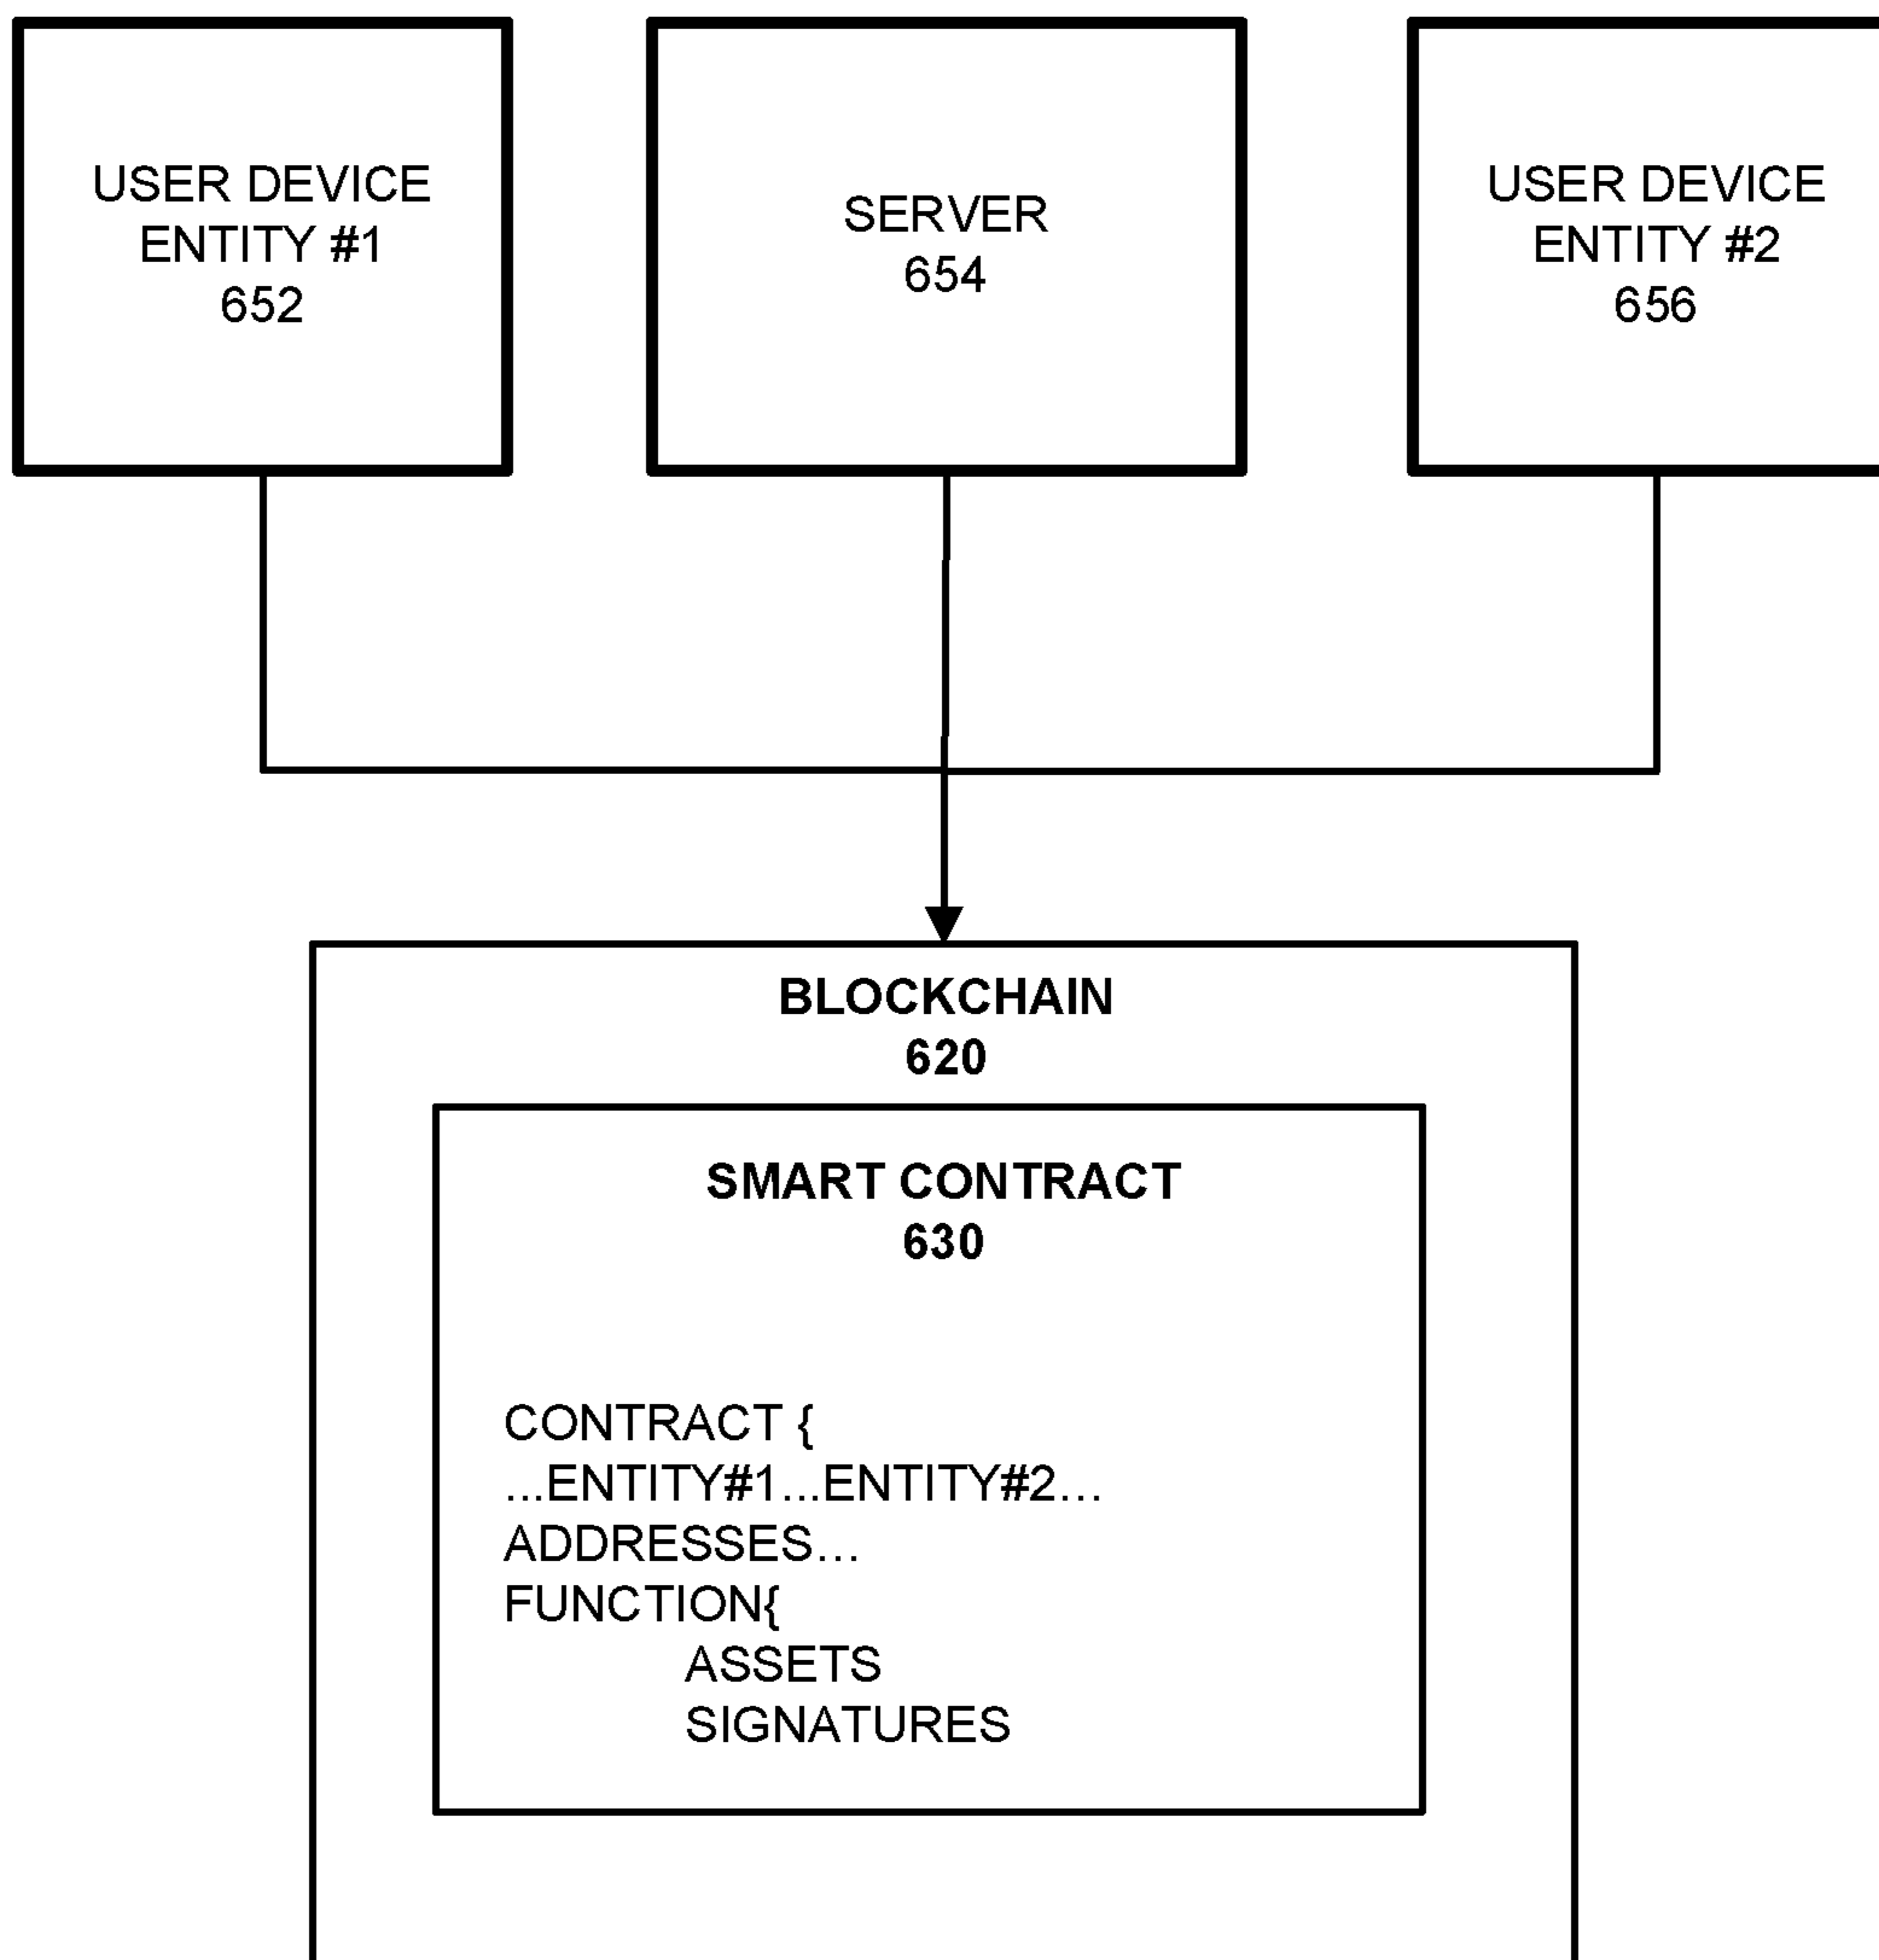 USER DEVICE
ENTITY #1
652
SERVER
654
USER DEVICE
ENTITY #2
656
BLOCKCHAIN
620
SMART CONTRACT
630
CONTRACT {
...ENTITY#1...ENTITY#2...
ADDRESSES...
FUNCTION{
ASSETS
SIGNATURES